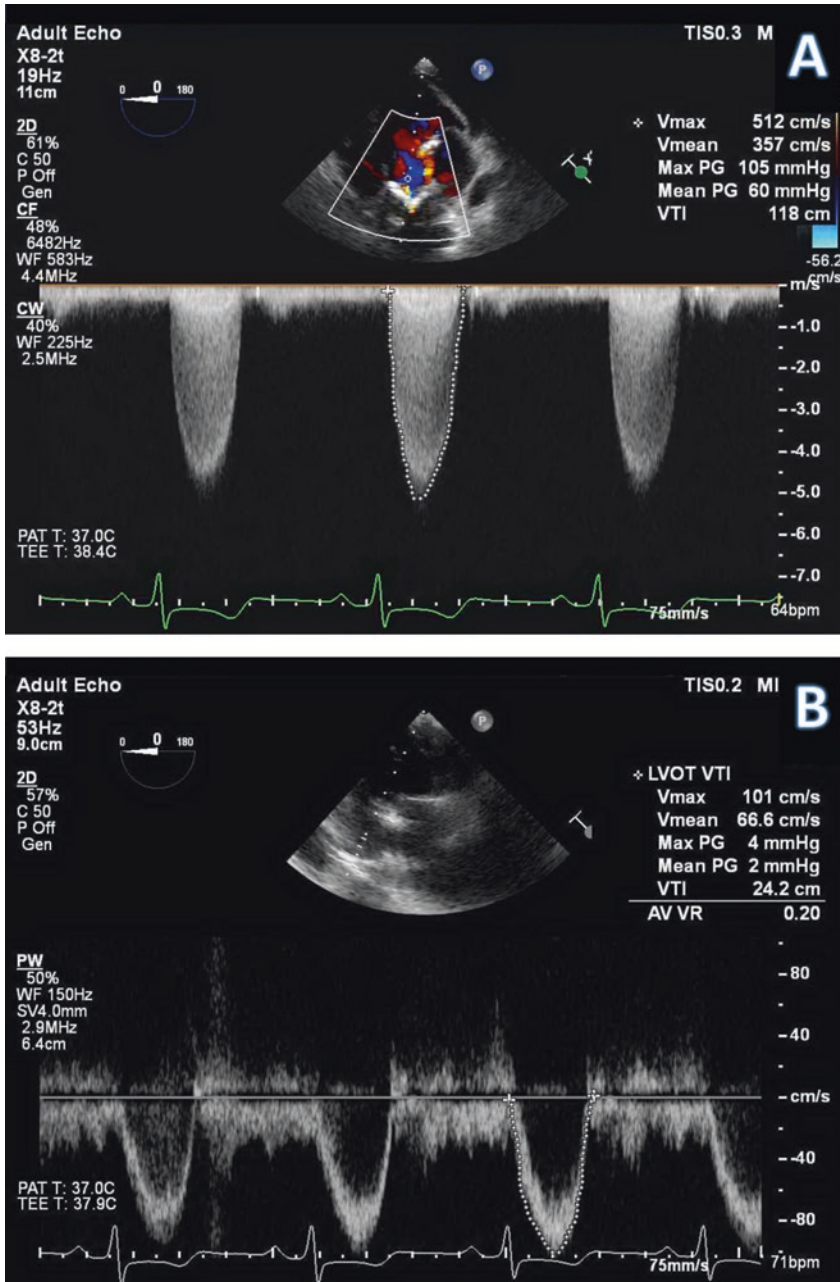 Adult Echo
TIS0.3 M
A
X8-2t
19Hz
11cm
0 0 180
P
2D
61%
C 50
P Off
Gen
CF
48%
6482Hz
WF 583Hz
4.4MHz
CW
40%
WF 225Hz
2.5MHz
Vmax 512 cm/s
Vmean 357 cm/s
Max PG 105 mmHg
Mean PG 60 mmHg
VTI 118 cm
-56.2
cm/s
m/s
-1.0
-2.0
-3.0
-4.0
-5.0
-6.0
-7.0
PAT T: 37.0C
TEE T: 38.4C
75mm/s
64bpm
Adult Echo
TIS0.2 MI
B
X8-2t
53Hz
9.0cm
0 0 180
P
2D
57%
C 50
P Off
Gen
LVOT VTI
Vmax 101 cm/s
Vmean 66.6 cm/s
Max PG 4 mmHg
Mean PG 2 mmHg
VTI 24.2 cm
AV VR 0.20
PW
50%
WF 150Hz
SV4.0mm
2.9MHz
6.4cm
80
40
cm/s
-40
-80
PAT T: 37.0C
TEE T: 37.9C
75mm/s
71bpm